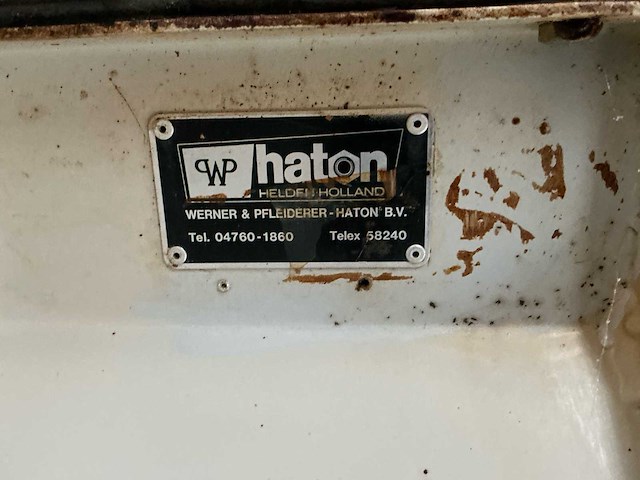 WP haton
HELDEN-HOLLAND
WERNER & PFLEIDERER-HATON B.V.
Tel. 04760-1860 Telex 58240